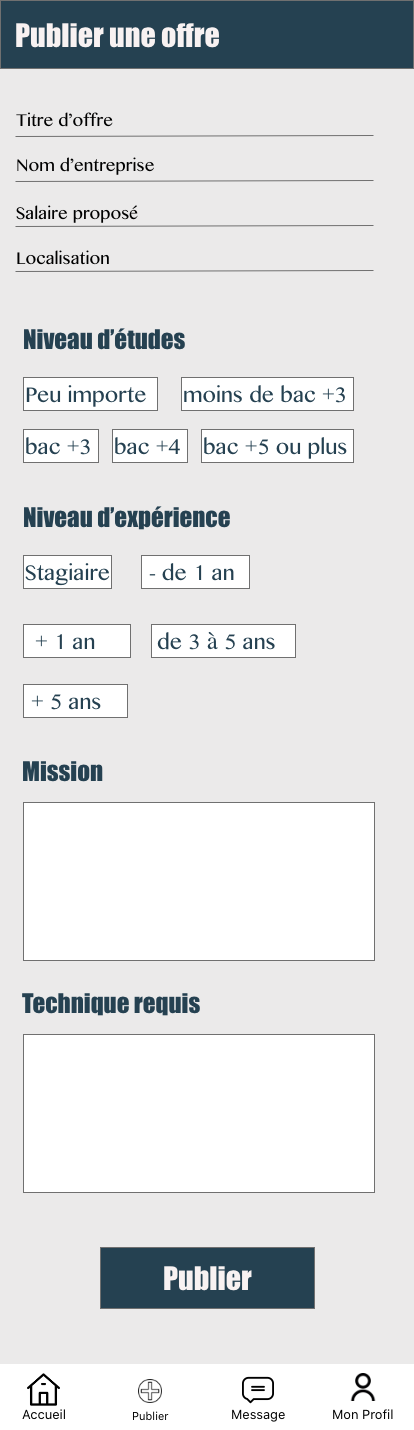 Publier une offre
Titre d’offre
Nom d’entreprise
Salaire proposé
Localisation
Niveau d’études
Peu importe moins de bac +3
bac +3 bac +4 bac +5 ou plus
Niveau d’expérience
Stagiaire - de 1 an
+ 1 an de 3 à 5 ans
+ 5 ans
Mission
Technique requis
Publier
Accueil Publier Message Mon Profil